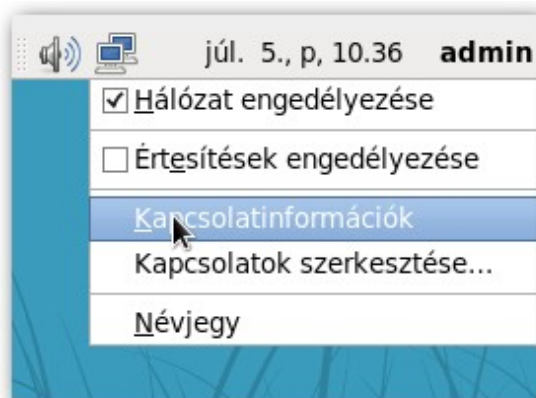 júl. 5., p, 10.36 admin
Hálózat engedélyezése
Értesítések engedélyezése
Kapcsolatinformációk
Kapcsolatok szerkesztése...
Névjegy